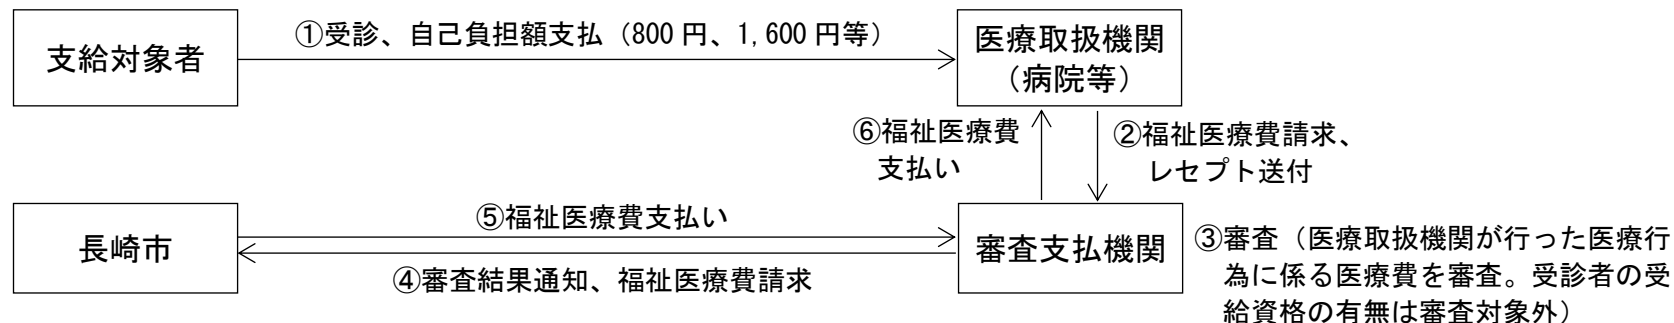 支給対象者
①受診、自己負担額支払（800円、1,600円等）
医療取扱機関
（病院等）
⑥福祉医療費
支払い
②福祉医療費請求、
レセプト送付
長崎市
⑤福祉医療費支払い
④審査結果通知、福祉医療費請求
審査支払機関
③審査（医療取扱機関が行った医療行
為に係る医療費を審査。受診者の受
給資格の有無は審査対象外）